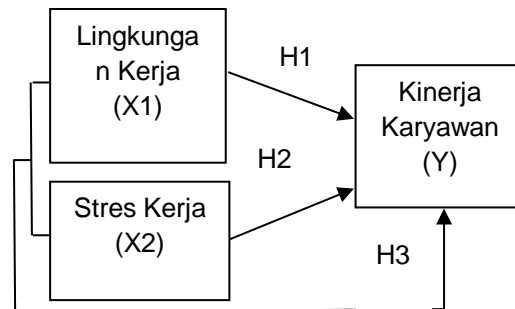 Lingkunga
n Kerja
(X1)
H1
Kinerja
Karyawan
(Y)
H2
Stres Kerja
(X2)
H3